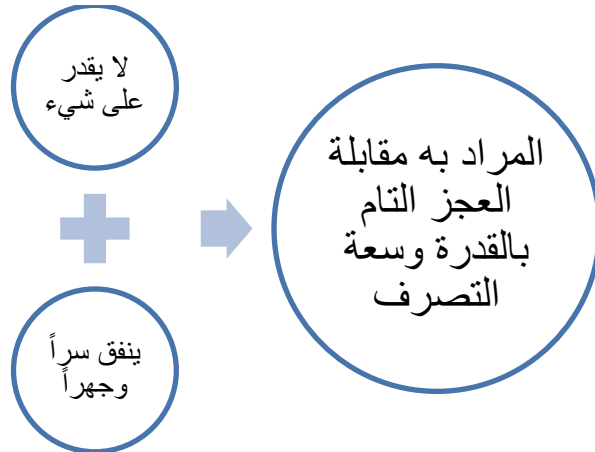 لا يقدر
على شيء
ينفق سراً
وجهراً
المراد به مقابلة
العجز التام
بالقدرة وسعة
التصرف